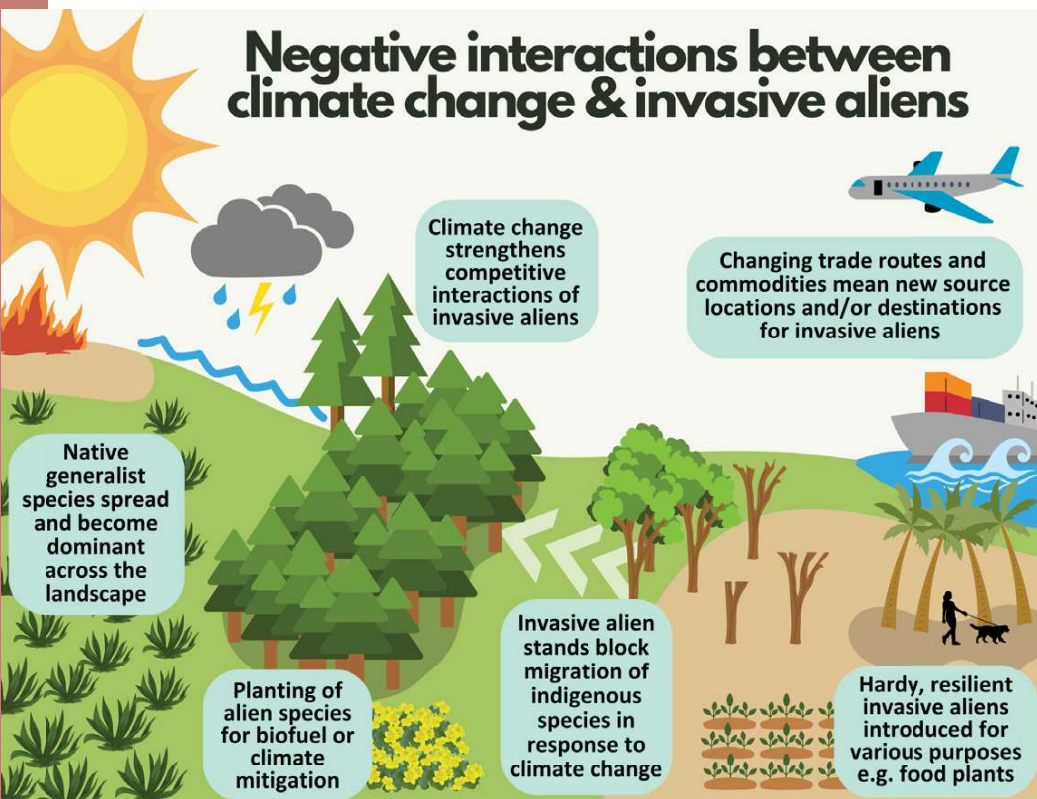 Negative interactions between
climate change & invasive aliens
Climate change
strengthens
competitive
interactions of
invasive aliens
Changing trade routes and
commodities mean new source
locations and/or destinations
for invasive aliens
Native
generalist
species spread
and become
dominant
across the
landscape
Planting of
alien species
for biofuel or
climate
mitigation
Invasive alien
stands block
migration of
indigenous
species in
response to
climate change
Hardy, resilient
invasive aliens
introduced for
various purposes
e.g. food plants